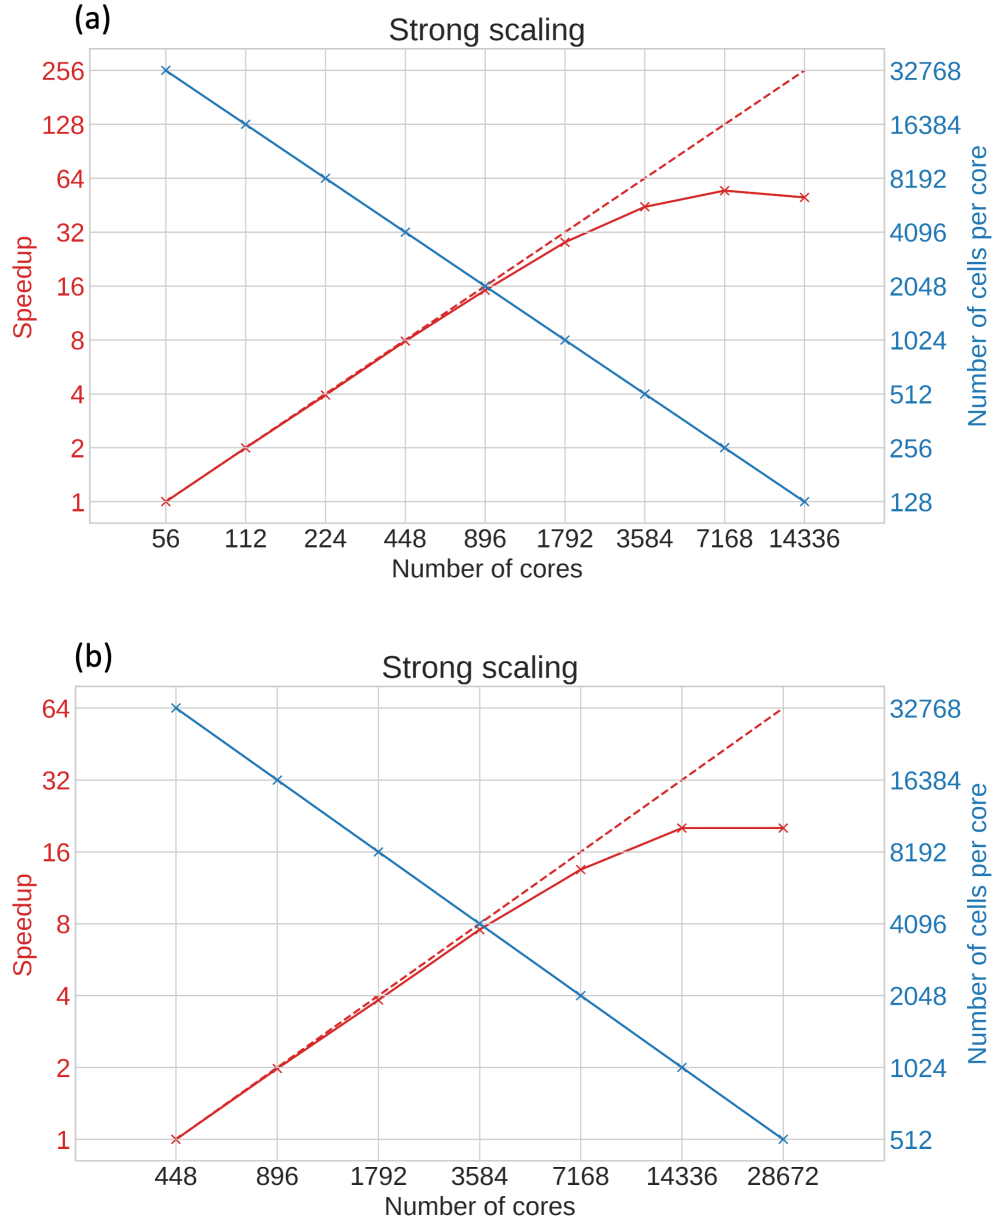 (a)
Strong scaling
256
128
64
32
16
8
4
2
1
Speedup
32768
16384
8192
4096
2048
1024
512
256
128
Number of cells per core
56 112 224 448 896 1792 3584 7168 14336
Number of cores
(b)
Strong scaling
64
32
16
8
4
2
1
Speedup
32768
16384
8192
4096
2048
1024
512
Number of cells per core
448 896 1792 3584 7168 14336 28672
Number of cores